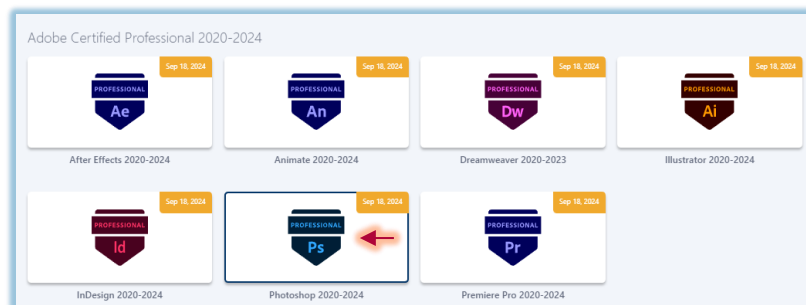 Adobe Certified Professional 2020-2024
Sep 18, 2024
PROFESSIONAL
Ae
After Effects 2020-2024
Sep 18, 2024
PROFESSIONAL
An
Animate 2020-2024
Sep 18, 2024
PROFESSIONAL
Dw
Dreamweaver 2020-2023
Sep 18, 2024
PROFESSIONAL
Ai
Illustrator 2020-2024
Sep 18, 2024
PROFESSIONAL
Id
InDesign 2020-2024
Sep 18, 2024
PROFESSIONAL
Ps
Photoshop 2020-2024
Sep 18, 2024
PROFESSIONAL
Pr
Premiere Pro 2020-2024